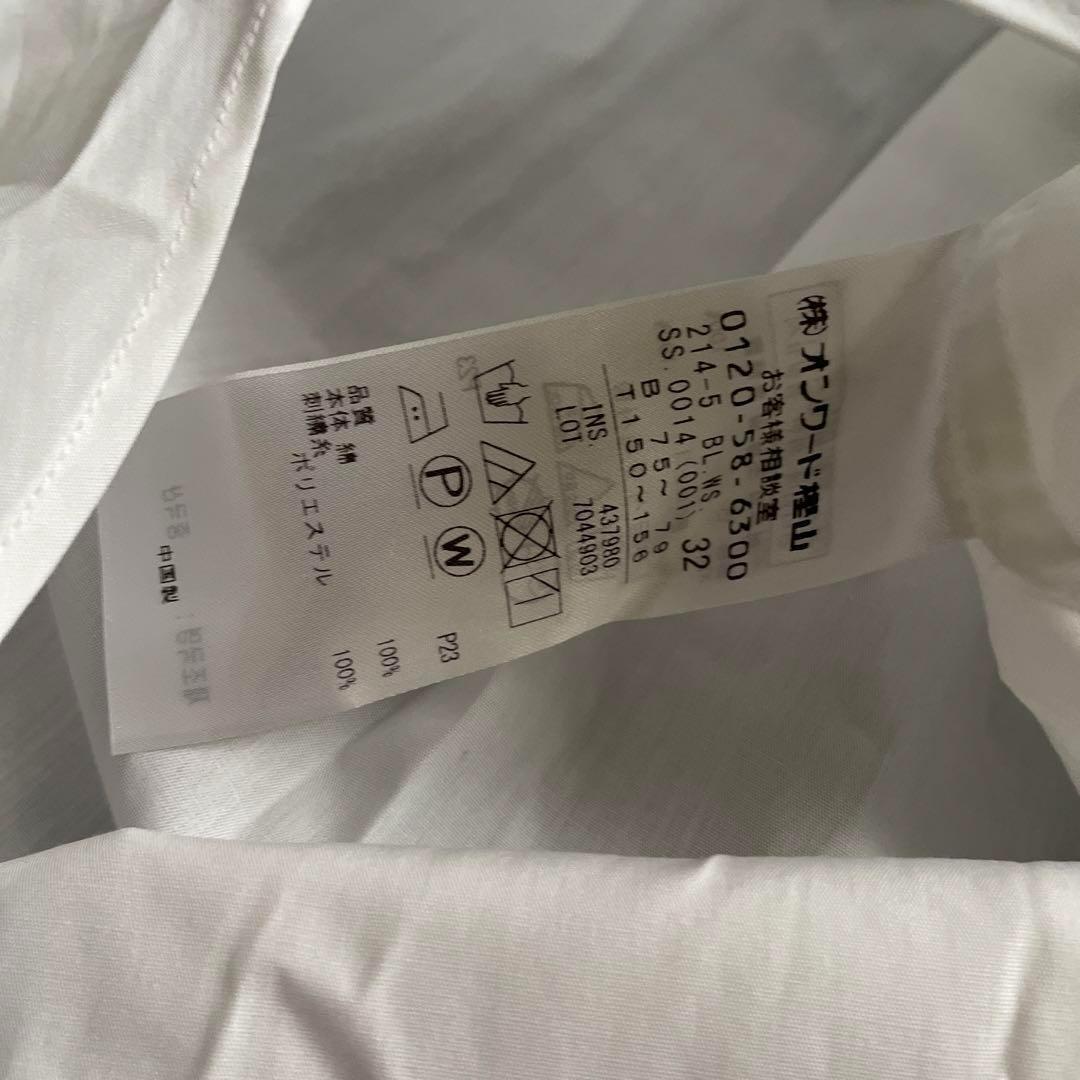 ㈱オンワード樫山
お客様相談室
0120-58-6300
214-5 BL.WS. 32
SS.0014(001)
B 75~ 79
T150~156
INS. 437980
LOT 7044903
P W
P23
品質
本体 綿 100%
刺繍糸 ポリエステル 100%
中国製